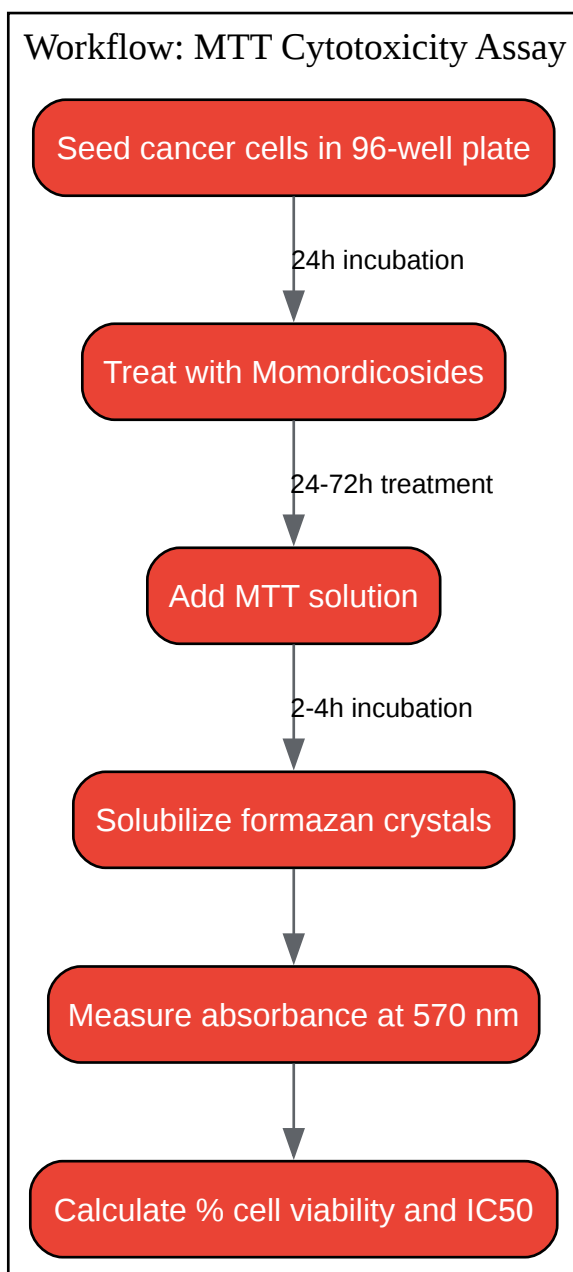 Workflow: MTT Cytotoxicity Assay
Seed cancer cells in 96-well plate
24h incubation
Treat with Momordicosides
24-72h treatment
Add MTT solution
2-4h incubation
Solubilize formazan crystals
Measure absorbance at 570 nm
Calculate % cell viability and IC50